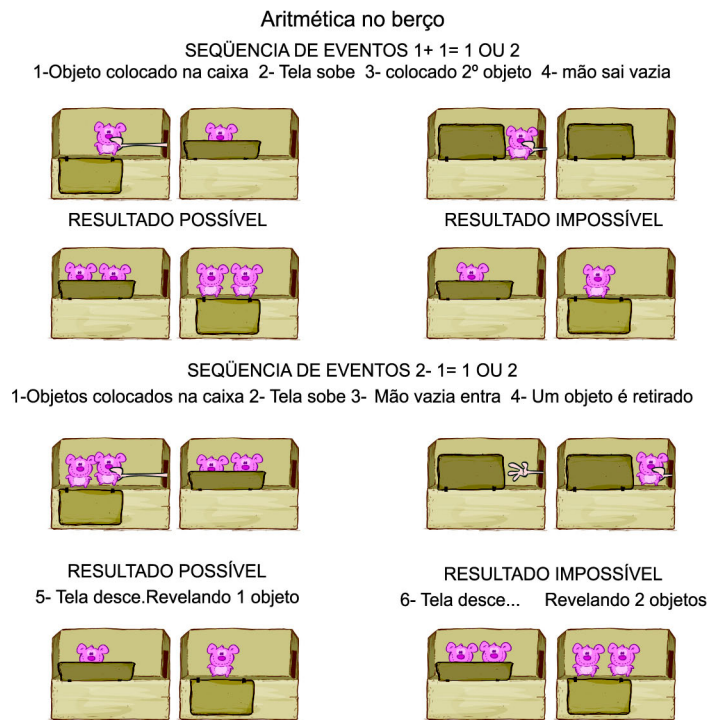 Aritmética no berço
SEQÜENCIA DE EVENTOS 1+ 1= 1 OU 2
1-Objeto colocado na caixa 2- Tela sobe 3- colocado 2º objeto 4- mão sai vazia
RESULTADO POSSÍVEL
RESULTADO IMPOSSÍVEL
SEQÜENCIA DE EVENTOS 2- 1= 1 OU 2
1-Objetos colocados na caixa 2- Tela sobe 3- Mão vazia entra 4- Um objeto é retirado
RESULTADO POSSÍVEL
5- Tela desce.Revelando 1 objeto
RESULTADO IMPOSSÍVEL
6- Tela desce... Revelando 2 objetos